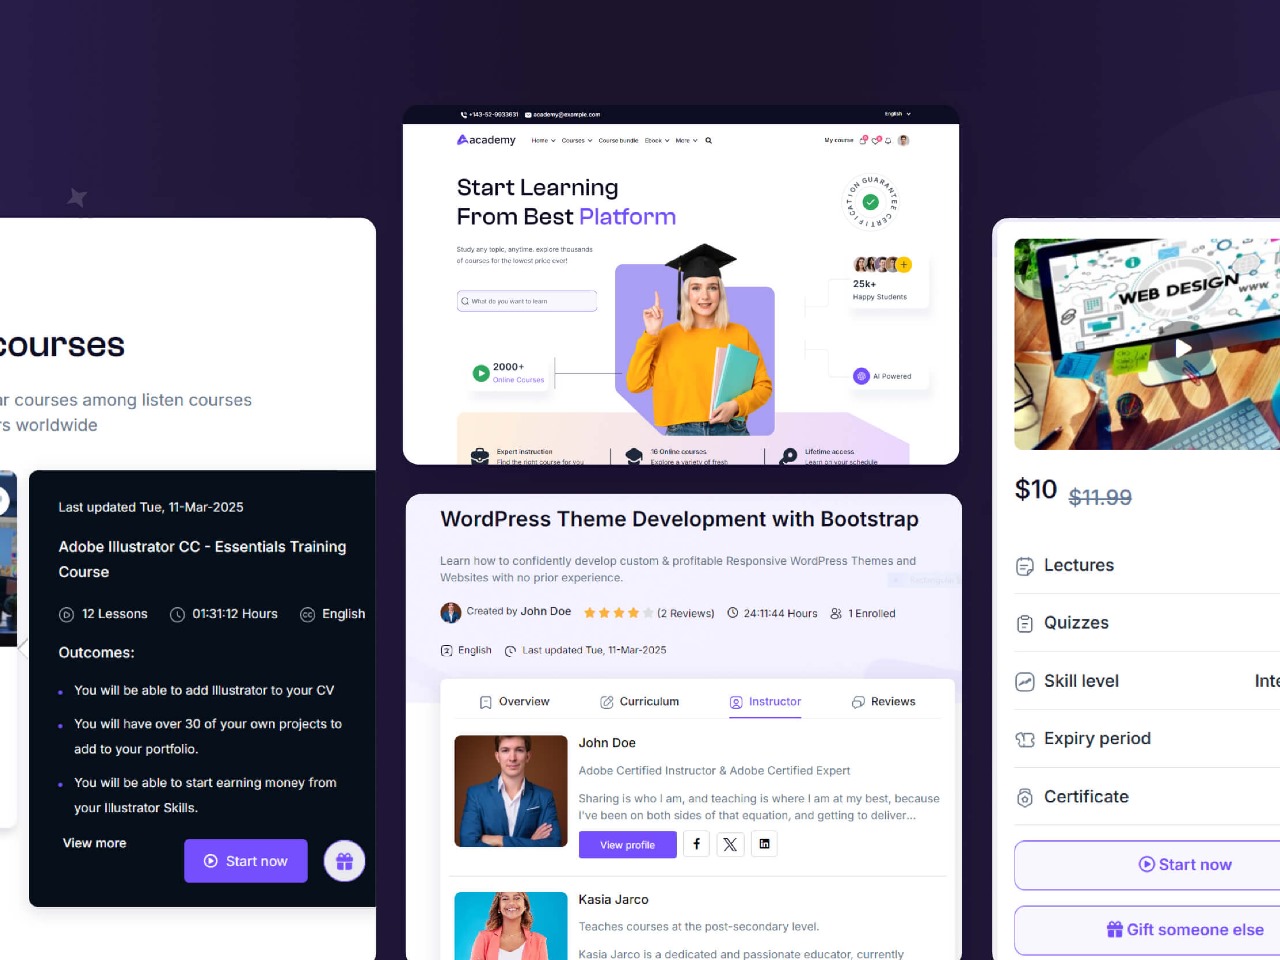 +143-52-9933631 academy@example.com English
academy Home Courses Course bundle Ebook More My course
Start Learning
From Best Platform
CERTIFICATION GUARANTEE
Study any topic, anytime. explore thousands
of courses for the lowest price ever!
What do you want to learn
25k+
Happy Students
2000+
Online Courses
AI Powered
Expert instruction
Find the right course for you
16 Online courses
Explore a variety of fresh
Lifetime access
Learn on your schedule
courses
ar courses among listen courses
rs worldwide
Last updated Tue, 11-Mar-2025
Adobe Illustrator CC - Essentials Training
Course
12 Lessons 01:31:12 Hours CC English
Outcomes:
You will be able to add Illustrator to your CV
You will have over 30 of your own projects to
add to your portfolio.
You will be able to start earning money from
your Illustrator Skills.
View more
Start now
WordPress Theme Development with Bootstrap
Learn how to confidently develop custom & profitable Responsive WordPress Themes and
Websites with no prior experience.
Created by John Doe (2 Reviews) 24:11:44 Hours 1 Enrolled
English Last updated Tue, 11-Mar-2025
Overview Curriculum Instructor Reviews
John Doe
Adobe Certified Instructor & Adobe Certified Expert
Sharing is who I am, and teaching is where I am at my best, because
I've been on both sides of that equation, and getting to deliver...
View profile
Kasia Jarco
Teaches courses at the post-secondary level.
Kasia Jarco is a dedicated and passionate educator, currently
WEB DESIGN
WWW
$10 $11.99
Lectures
Quizzes
Skill level Inte
Expiry period
Certificate
Start now
Gift someone else